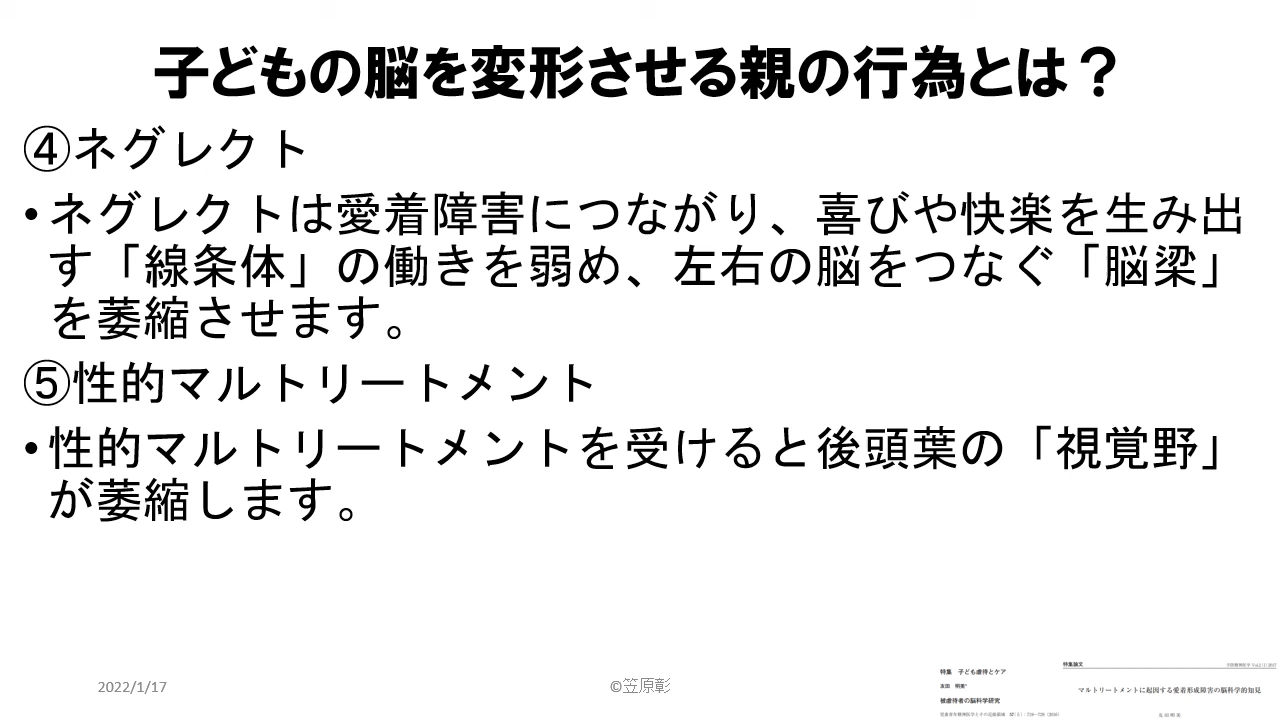 子どもの脳を変形させる親の行為とは？
④ネグレクト
•ネグレクトは愛着障害につながり、喜びや快楽を生み出
す「線条体」の働きを弱め、左右の脳をつなぐ「脳梁」
を萎縮させます。
⑤性的マルトリートメント
•性的マルトリートメントを受けると後頭葉の「視覚野」
が萎縮します。
2022/1/17
©笠原彰
特集　子ども虐待とケア
友田　明美*
被虐待者の脳科学研究
特集論文
マルトリートメントに起因する愛着形成障害の脳科学的知見
友 田 明 美